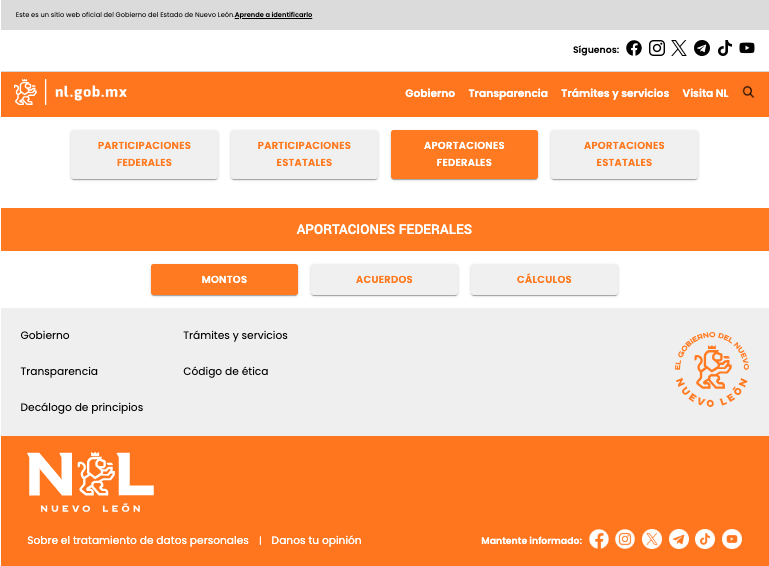 Este es un sitio web oficial del Gobierno del Estado de Nuevo León.Aprende a identificarlo
Síguenos:
nl.gob.mx
Gobierno Transparencia Trámites y servicios Visita NL
PARTICIPACIONES FEDERALES
PARTICIPACIONES ESTATALES
APORTACIONES FEDERALES
APORTACIONES ESTATALES
APORTACIONES FEDERALES
MONTOS
ACUERDOS
CÁLCULOS
Gobierno
Trámites y servicios
Transparencia
Código de ética
Decálogo de principios
EL GOBIERNO DEL NUEVO NUEVO LEÓN
NL
NUEVO LEÓN
Sobre el tratamiento de datos personales | Danos tu opinión
Mantente informado: